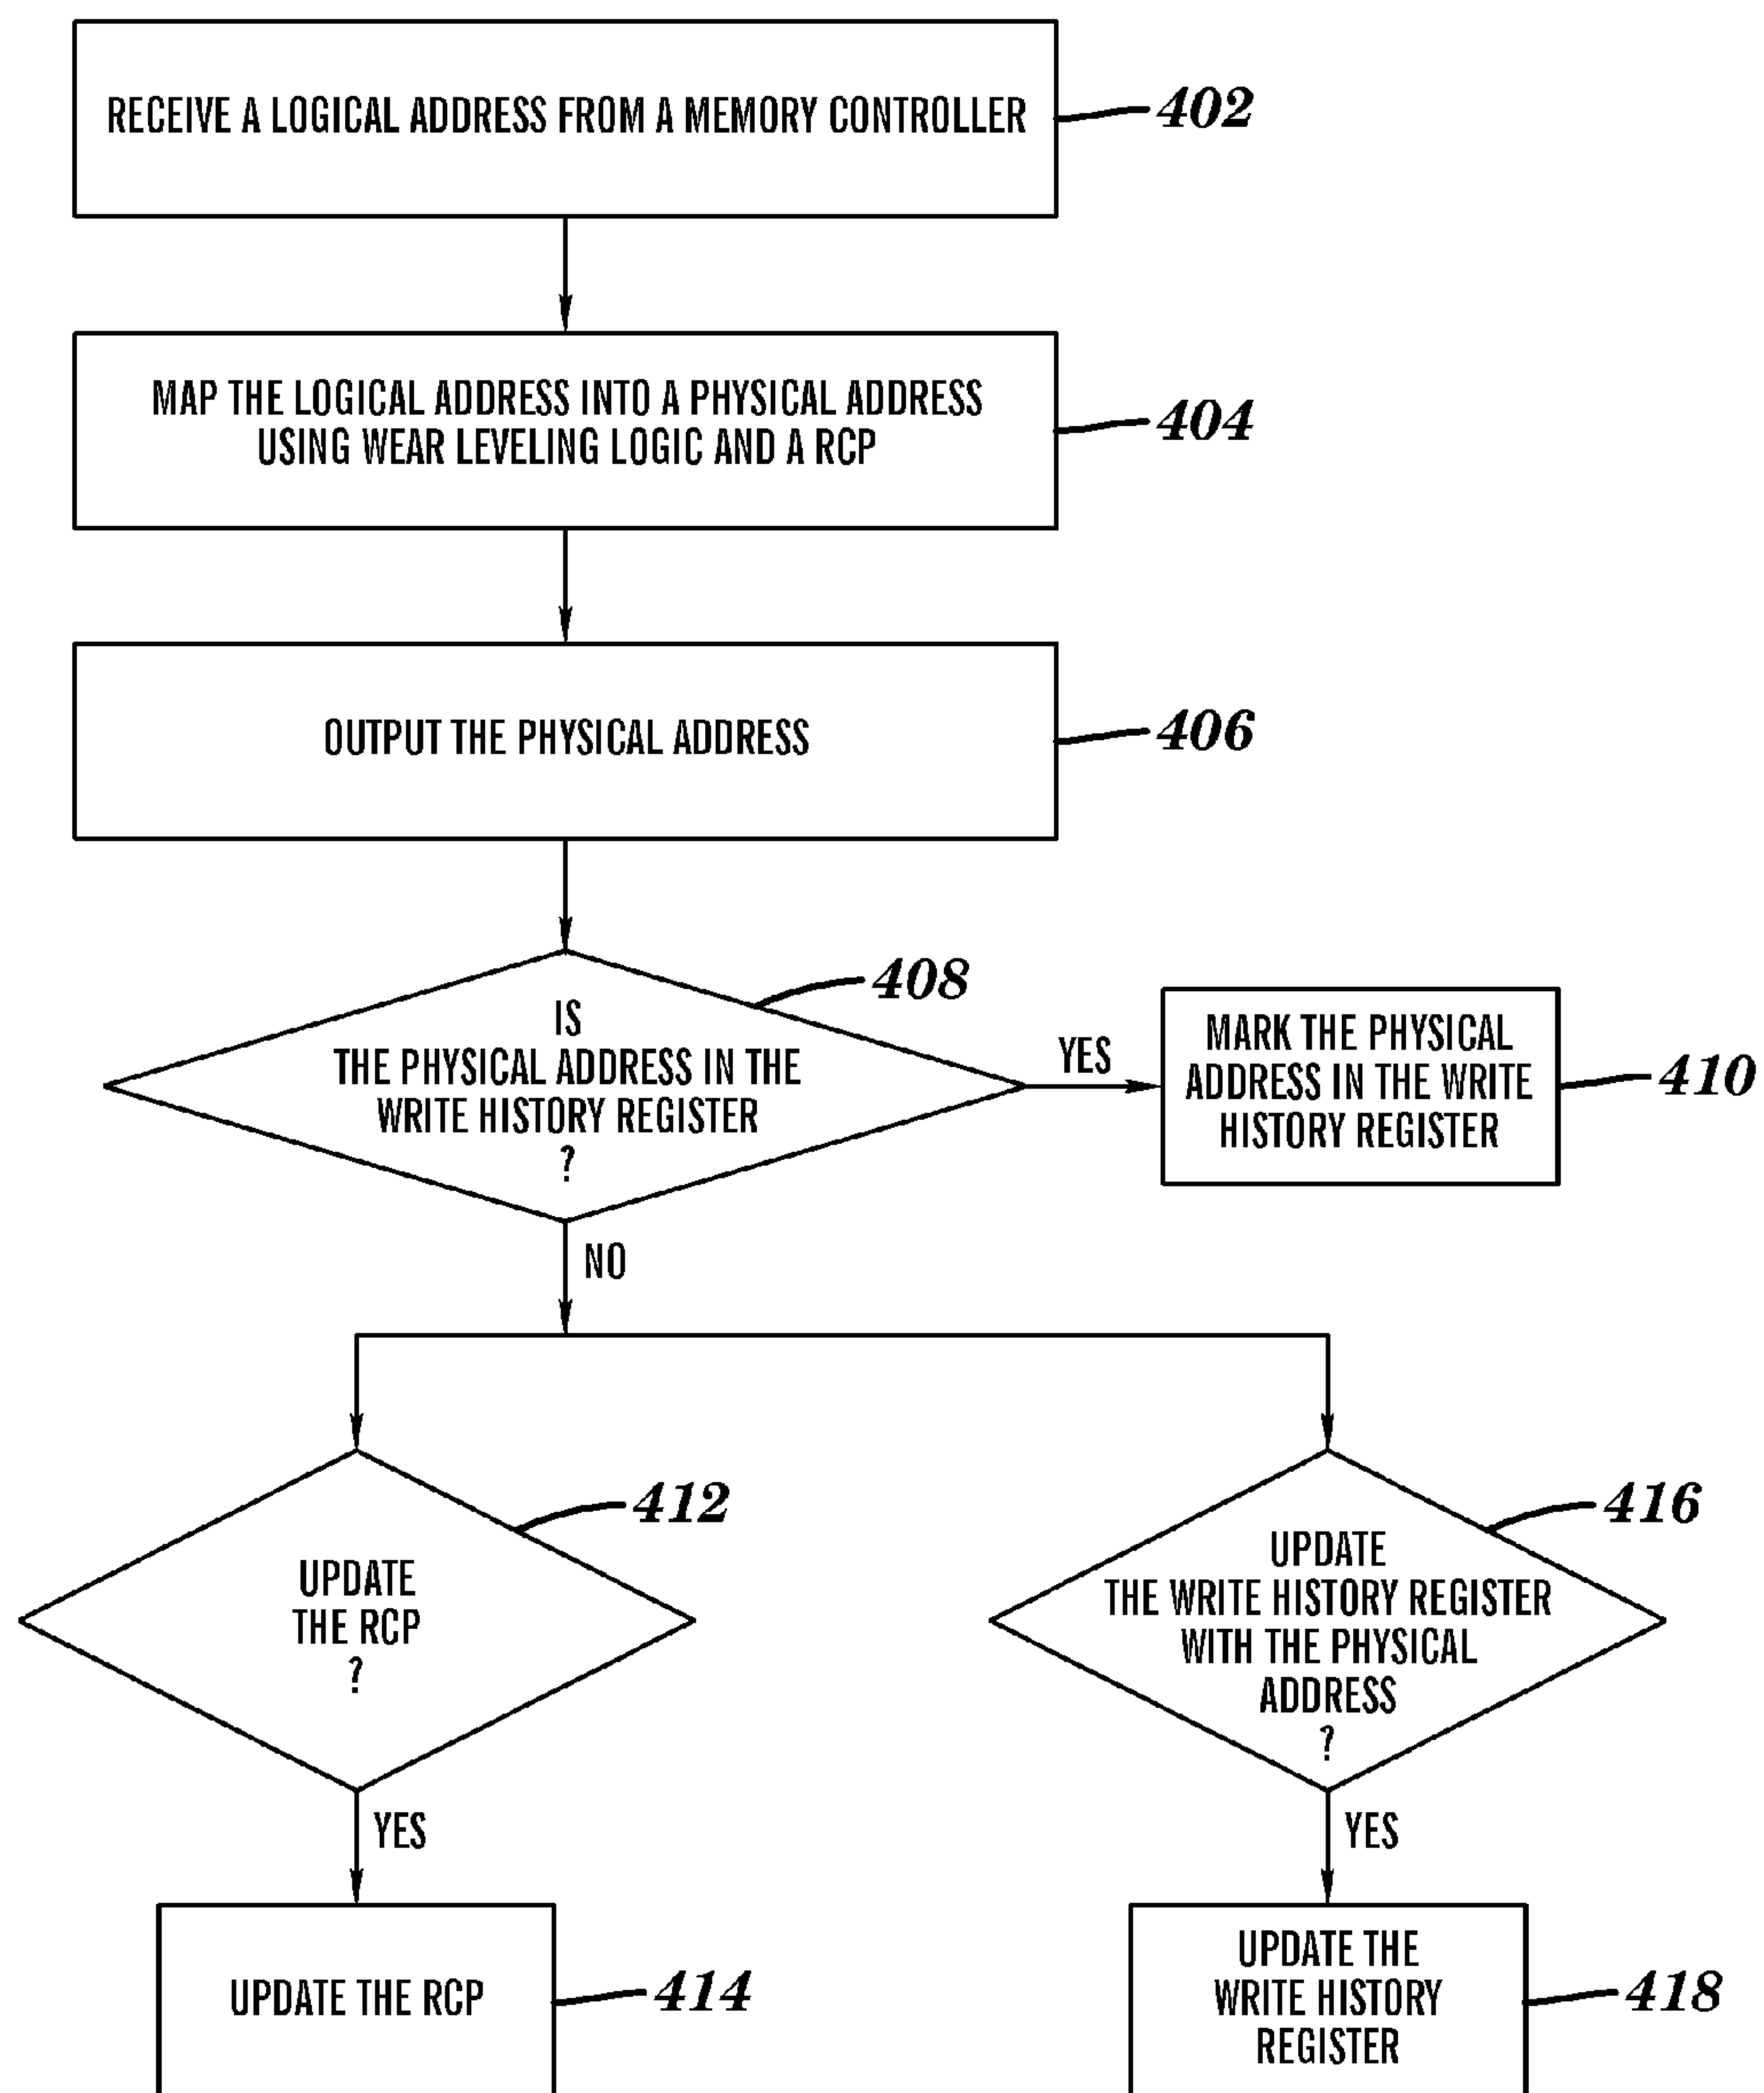 RECEIVE A LOGICAL ADDRESS FROM A MEMORY CONTROLLER
402
MAP THE LOGICAL ADDRESS INTO A PHYSICAL ADDRESS
USING WEAR LEVELING LOGIC AND A RCP
404
OUTPUT THE PHYSICAL ADDRESS
406
408
IS
THE PHYSICAL ADDRESS IN THE
WRITE HISTORY REGISTER
?
YES
MARK THE PHYSICAL
ADDRESS IN THE WRITE
HISTORY REGISTER
410
NO
412
UPDATE
THE RCP
?
416
UPDATE
THE WRITE HISTORY REGISTER
WITH THE PHYSICAL
ADDRESS
?
YES
YES
UPDATE THE RCP
414
UPDATE THE
WRITE HISTORY
REGISTER
418